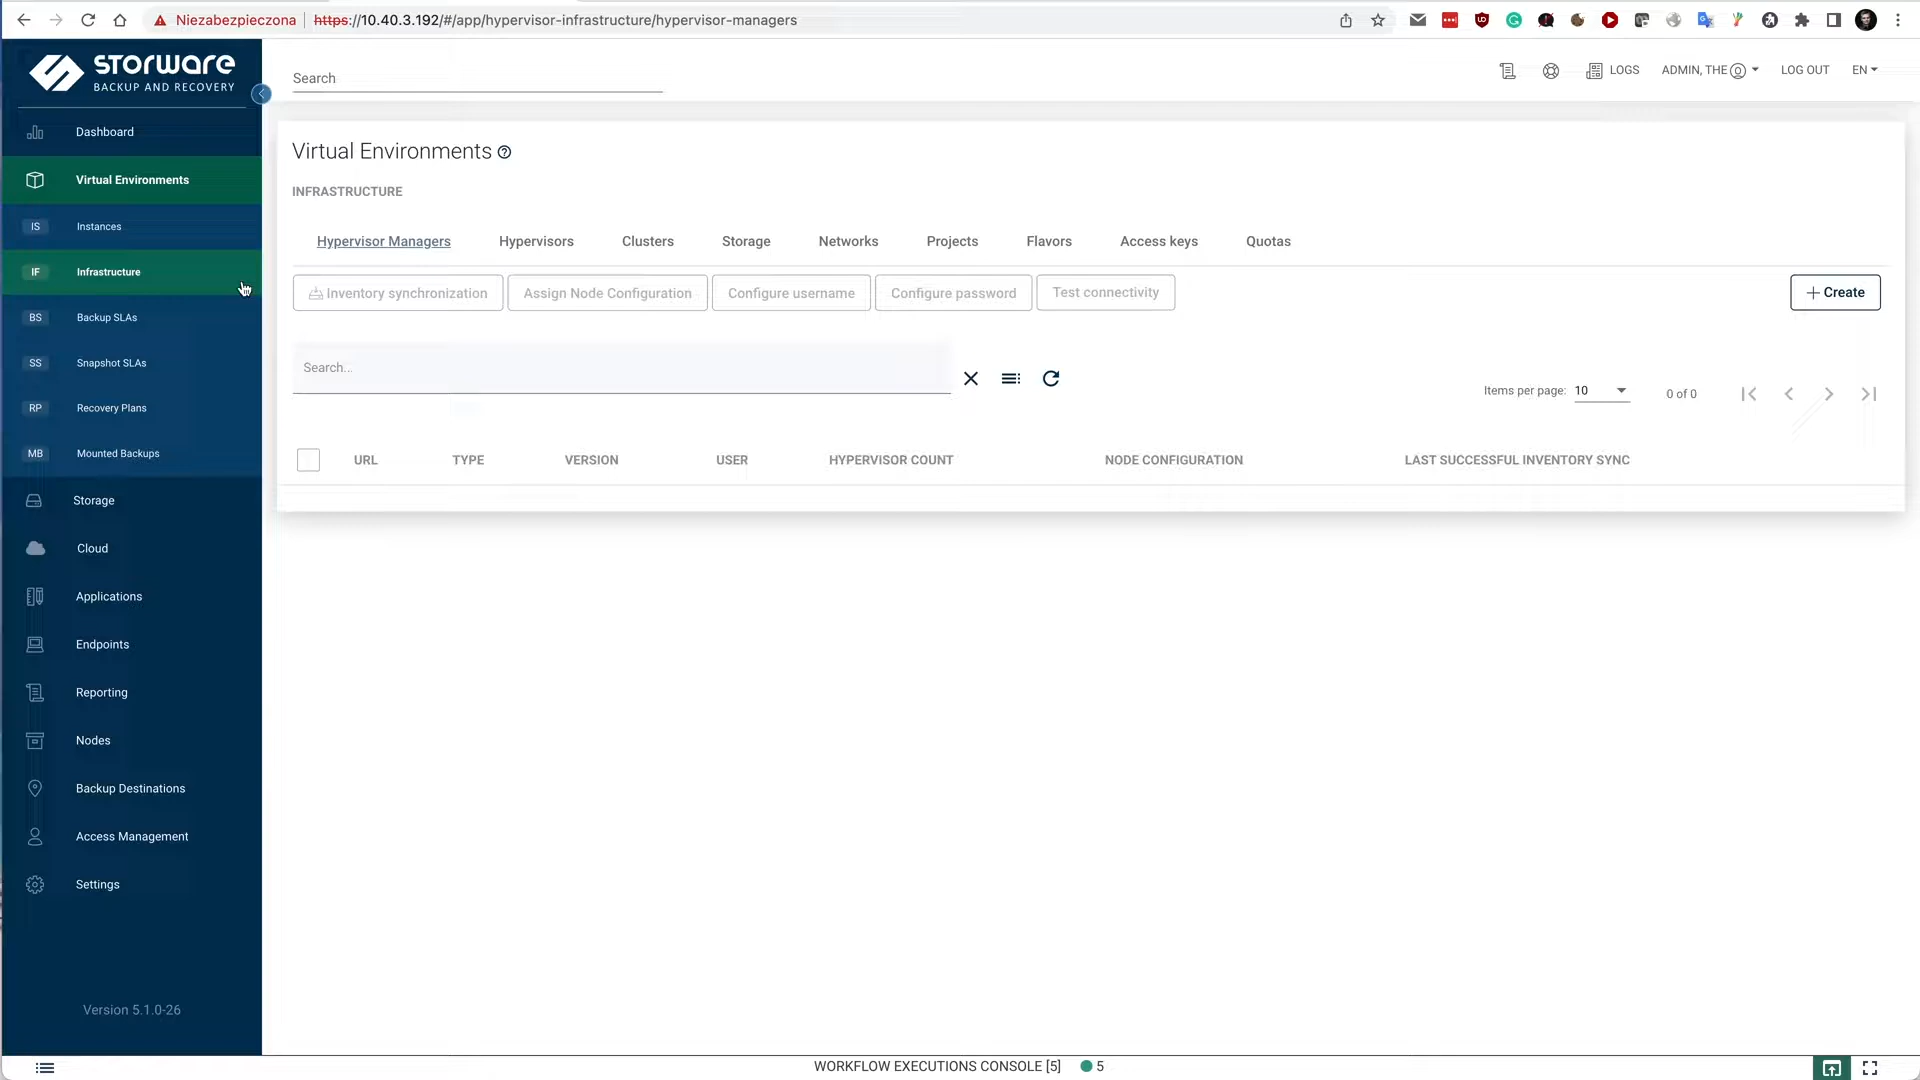 Niezabezpieczona
https://10.40.3.192/#/app/hypervisor-infrastructure/hypervisor-managers
STORWARE
BACKUP AND RECOVERY
Search
LOGS
ADMIN, THE
LOG OUT
EN
Dashboard
Virtual Environments
IS Instances
IF Infrastructure
BS Backup SLAs
SS Snapshot SLAs
RP Recovery Plans
MB Mounted Backups
Storage
Cloud
Applications
Endpoints
Reporting
Nodes
Backup Destinations
Access Management
Settings
Version 5.1.0-26
Virtual Environments
INFRASTRUCTURE
Hypervisor Managers Hypervisors Clusters Storage Networks Projects Flavors Access keys Quotas
Inventory synchronization Assign Node Configuration Configure username Configure password Test connectivity + Create
Search...
Items per page: 10 0 of 0
URL TYPE VERSION USER HYPERVISOR COUNT NODE CONFIGURATION LAST SUCCESSFUL INVENTORY SYNC
WORKFLOW EXECUTIONS CONSOLE [5] 5